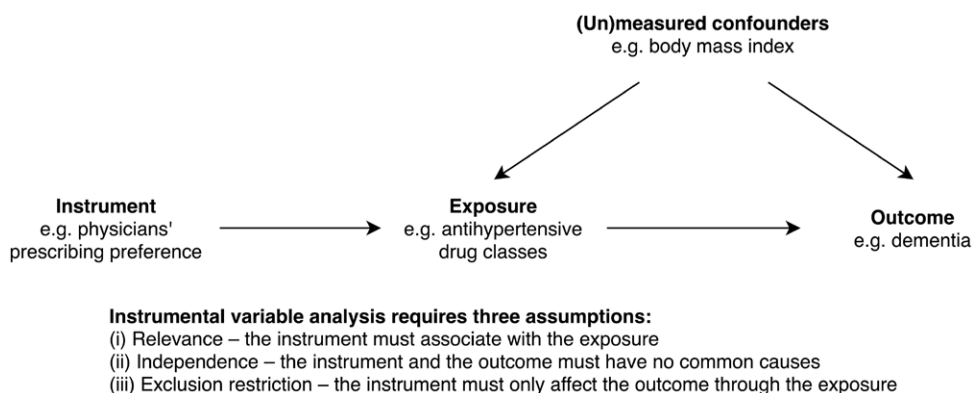 (Un)measured confounders
e.g. body mass index
Instrument
e.g. physicians'
prescribing preference
Exposure
e.g. antihypertensive
drug classes
Outcome
e.g. dementia
Instrumental variable analysis requires three assumptions:
(i) Relevance – the instrument must associate with the exposure
(ii) Independence – the instrument and the outcome must have no common causes
(iii) Exclusion restriction – the instrument must only affect the outcome through the exposure